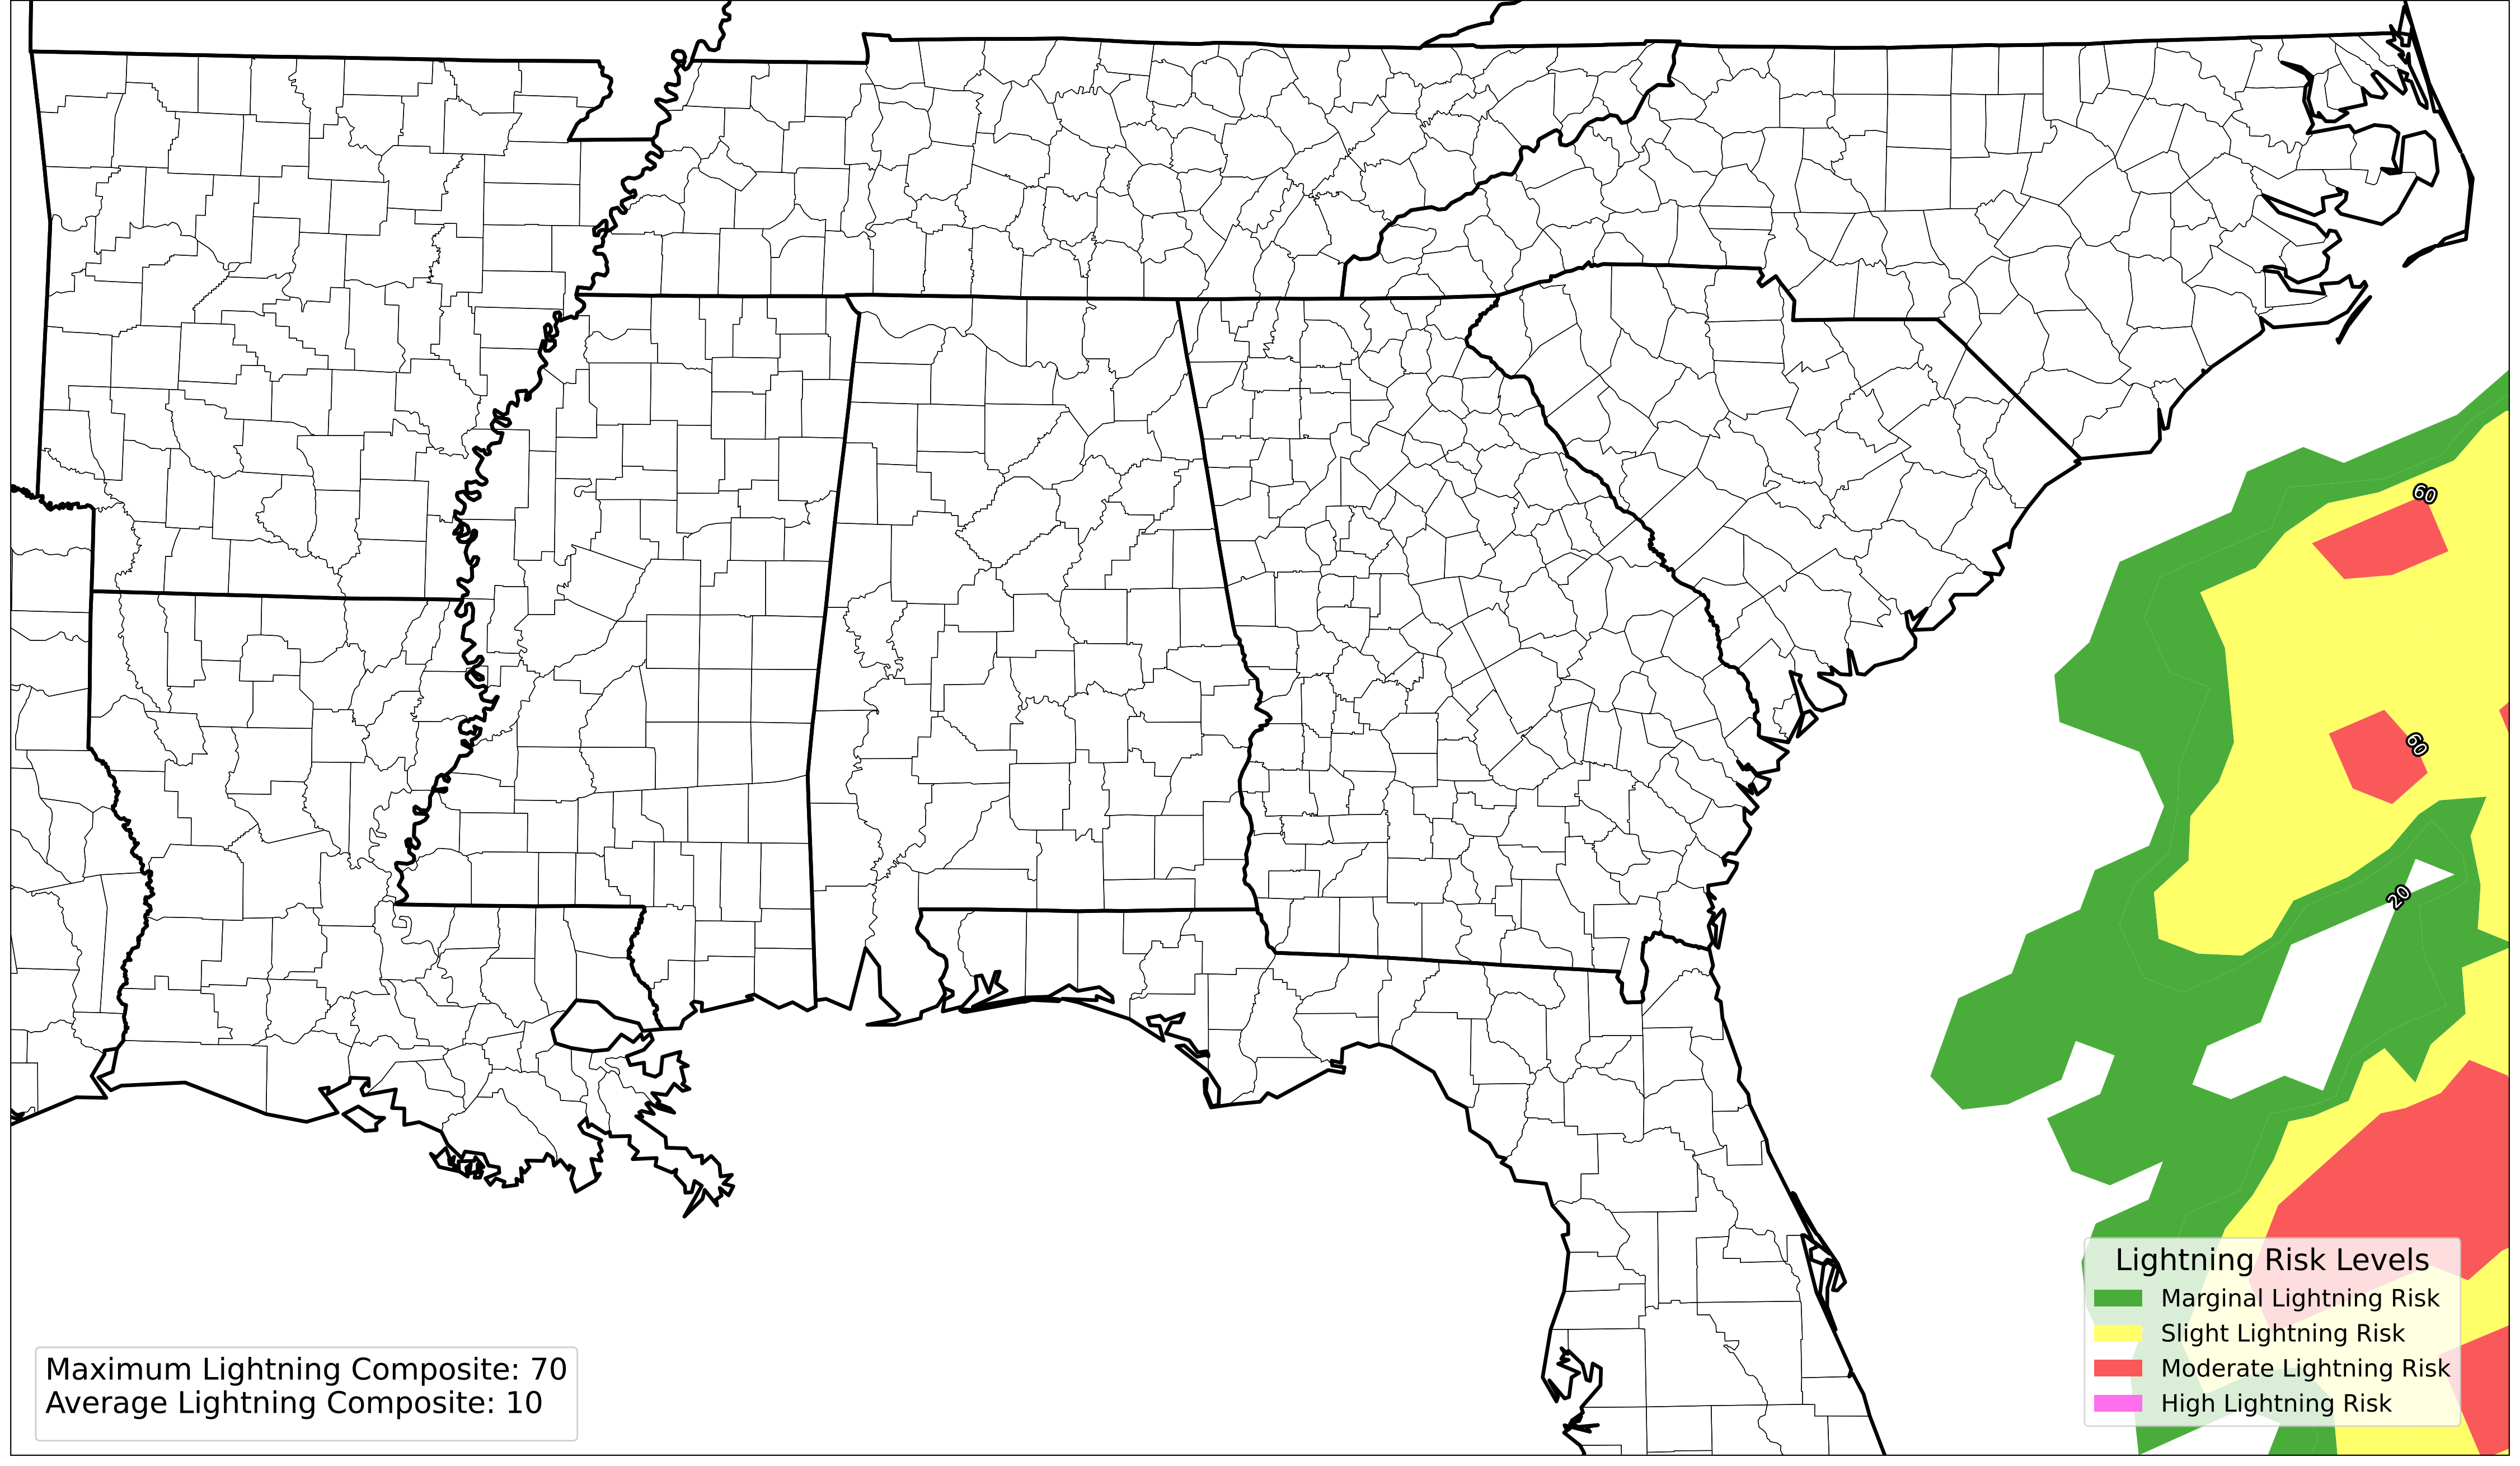 60
60
20
Lightning Risk Levels
Marginal Lightning Risk
Slight Lightning Risk
Moderate Lightning Risk
High Lightning Risk
Maximum Lightning Composite: 70
Average Lightning Composite: 10